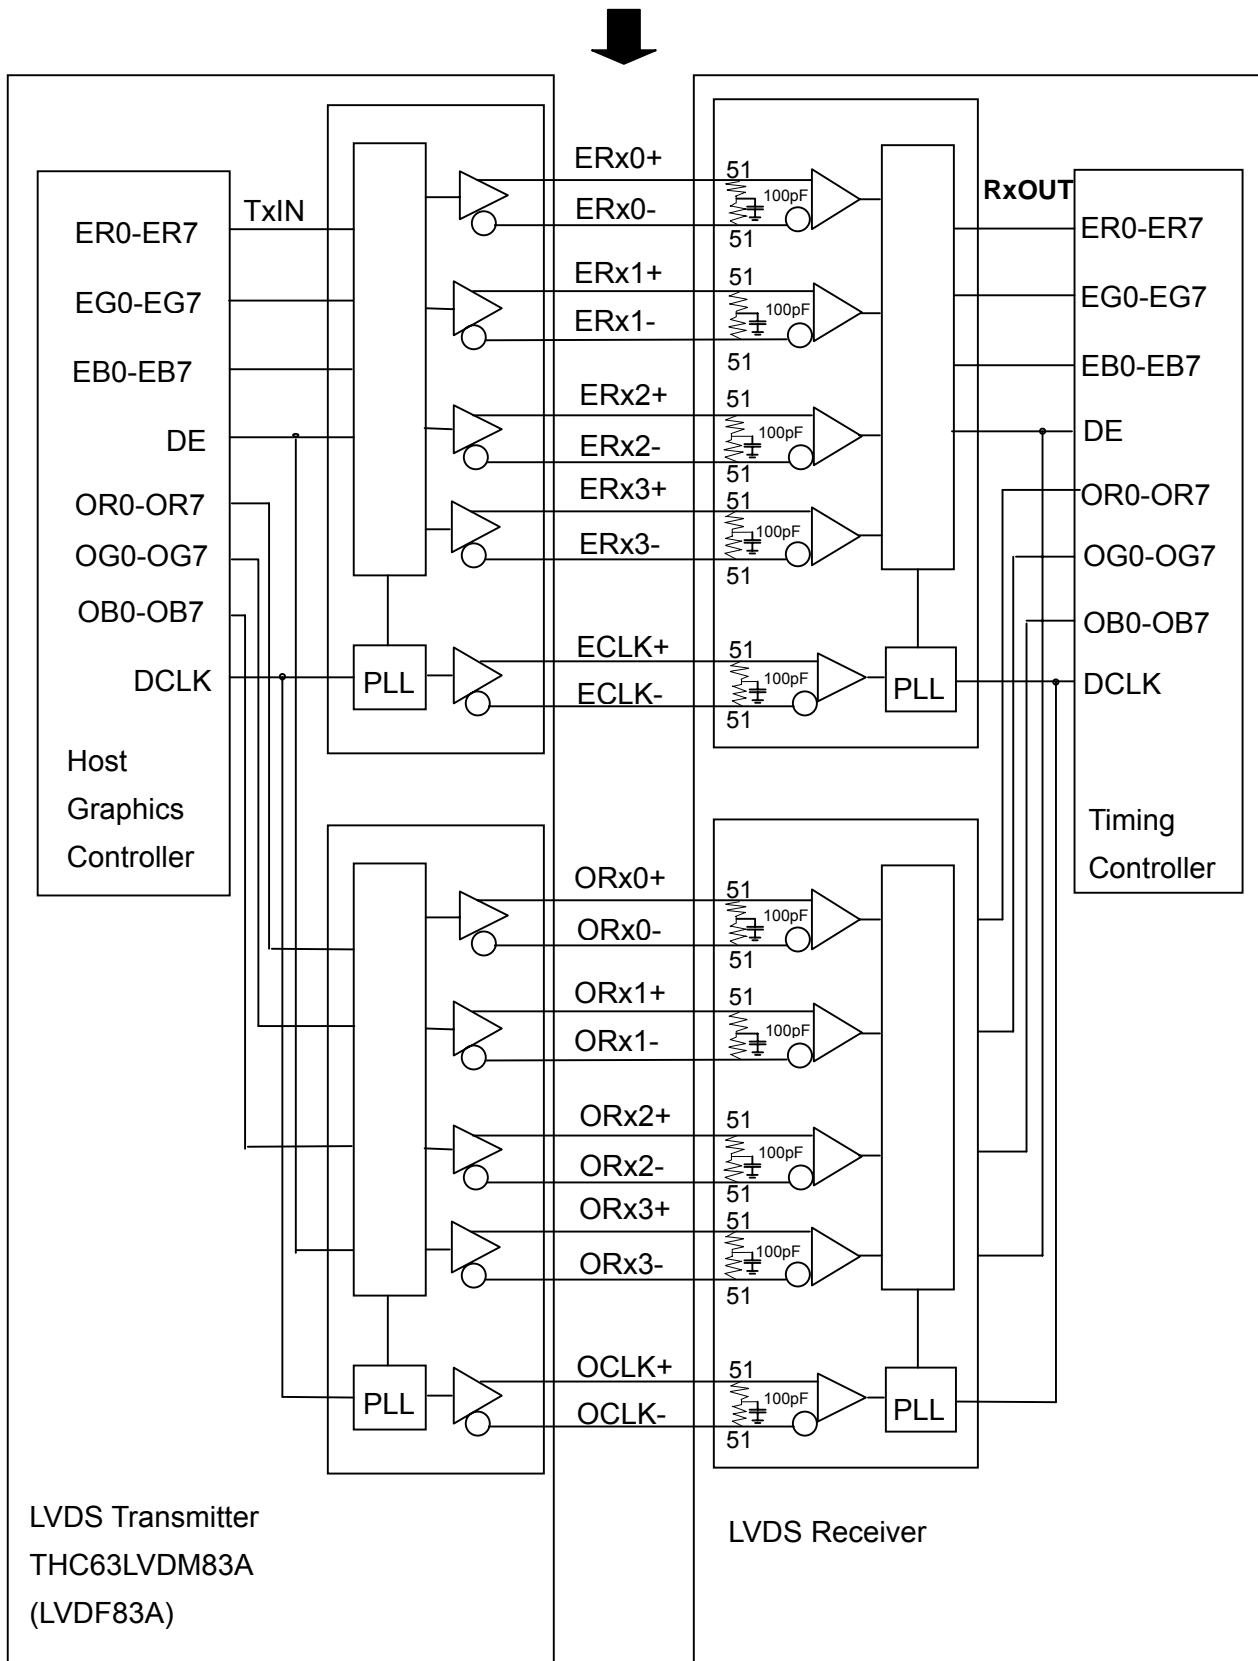 ER0-ER7
EG0-EG7
EB0-EB7
DE
OR0-OR7
OG0-OG7
OB0-OB7
DCLK
Host
Graphics
Controller
TxIN
PLL
ERx0+
ERx0-
ERx1+
ERx1-
ERx2+
ERx2-
ERx3+
ERx3-
ECLK+
ECLK-
51
100pF
51
51
100pF
51
51
100pF
51
51
100pF
51
51
100pF
51
PLL
RxOUT
ER0-ER7
EG0-EG7
EB0-EB7
DE
OR0-OR7
OG0-OG7
OB0-OB7
DCLK
Timing
Controller
PLL
ORx0+
ORx0-
ORx1+
ORx1-
ORx2+
ORx2-
ORx3+
ORx3-
OCLK+
OCLK-
51
100pF
51
51
100pF
51
100pF
51
51
100pF
51
51
100pF
51
PLL
LVDS Transmitter
THC63LVDM83A
(LVDF83A)
LVDS Receiver